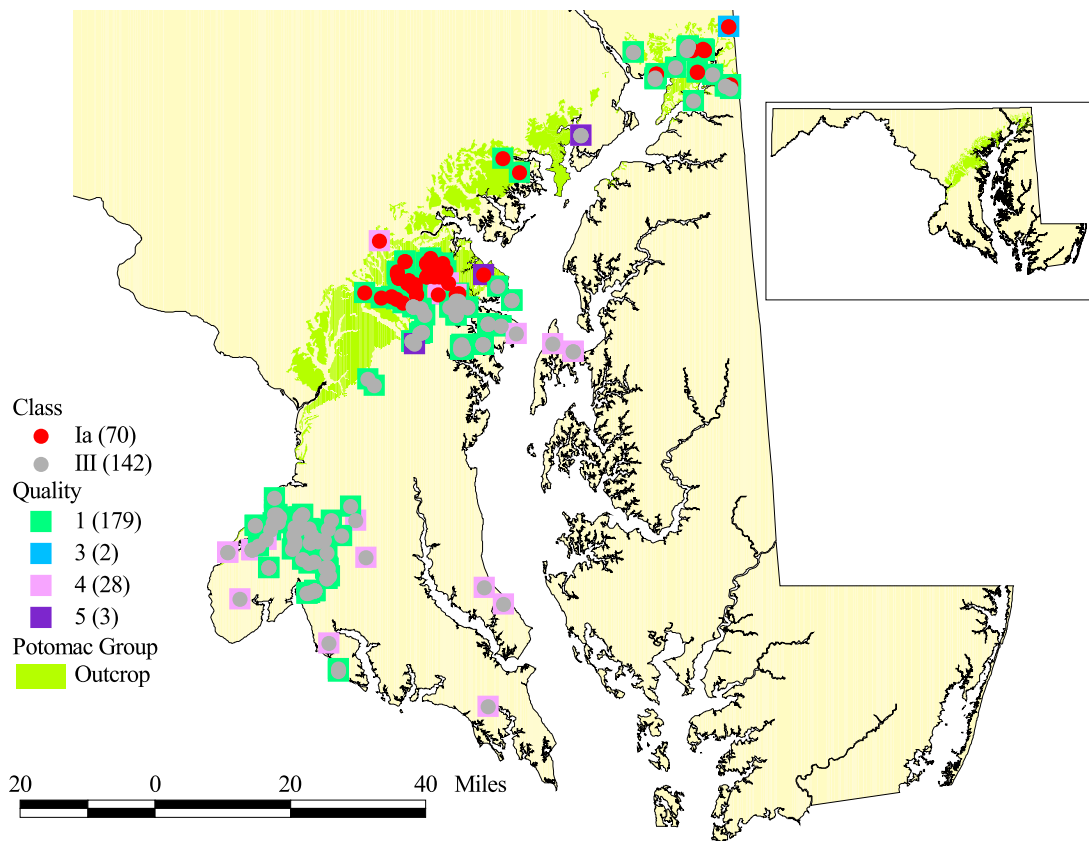 Class
Ia (70)
III (142)
Quality
1 (179)
3 (2)
4 (28)
5 (3)
Potomac Group
Outcrop
20 0 20 40 Miles